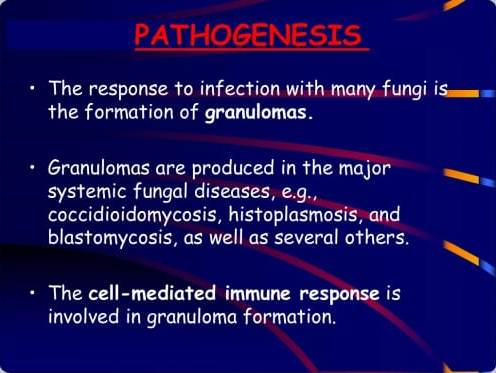 PATHOGENESIS
• The response to infection with many fungi is
the formation of granulomas.
• Granulomas are produced in the major
systemic fungal diseases, e.g.,
coccidioidomycosis, histoplasmosis, and
blastomycosis, as well as several others.
• The cell-mediated immune response is
involved in granuloma formation.